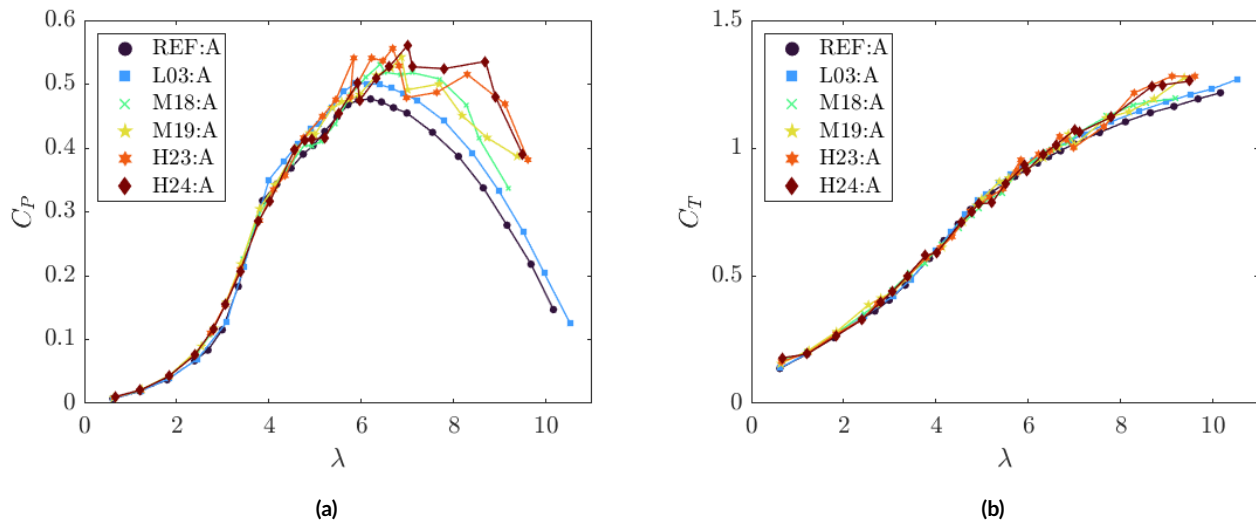 0.6
0.5
0.4
0.3
0.2
0.1
0
C_P
REF:A
L03:A
M18:A
M19:A
H23:A
H24:A
0 2 4 6 8 10
λ
(a)
1.5
1
0.5
0
C_T
REF:A
L03:A
M18:A
M19:A
H23:A
H24:A
0 2 4 6 8 10
λ
(b)